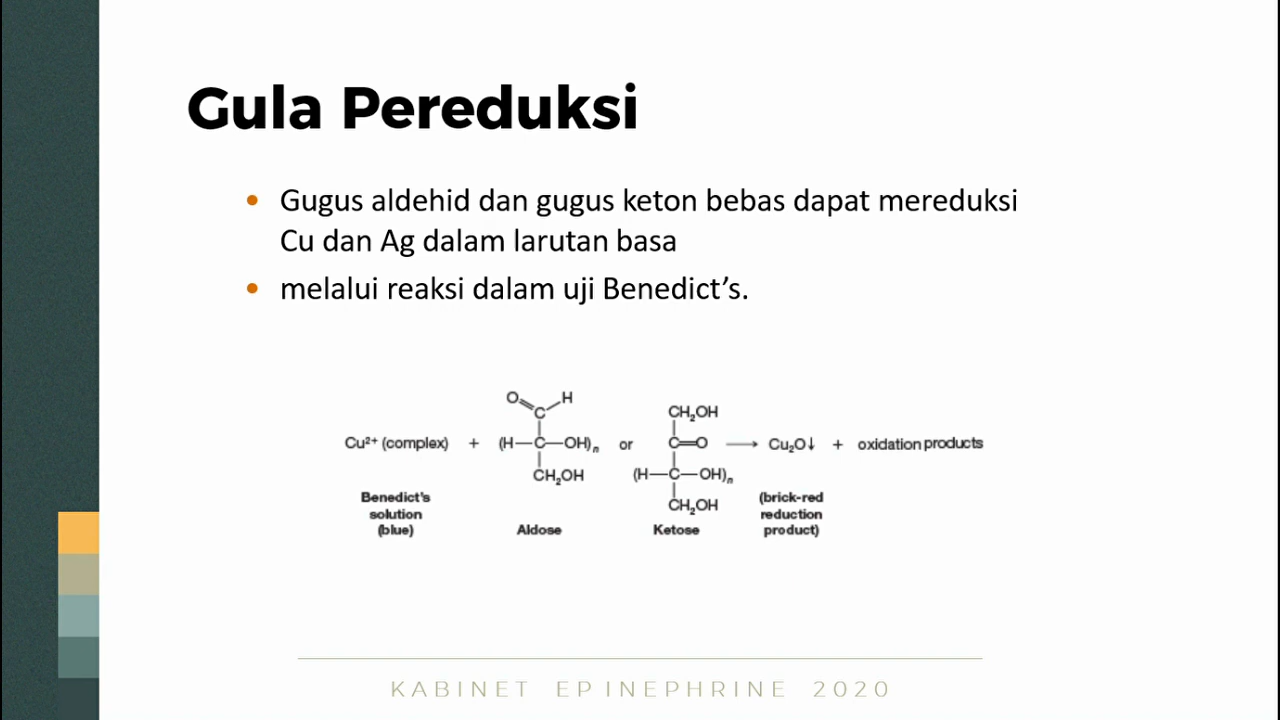 Gula Pereduksi
• Gugus aldehid dan gugus keton bebas dapat mereduksi
Cu dan Ag dalam larutan basa
• melalui reaksi dalam uji Benedict’s.
O H
C CH₂OH
Cu²⁺ (complex) + (H—C—OH)ₙ or C=O ⟶ Cu₂O↓ + oxidation products
CH₂OH (H—C—OH)ₙ
CH₂OH
Benedict's
solution
(blue)
Aldose
Ketose
(brick-red
reduction
product)
KABINET EPINEPHRINE 2020